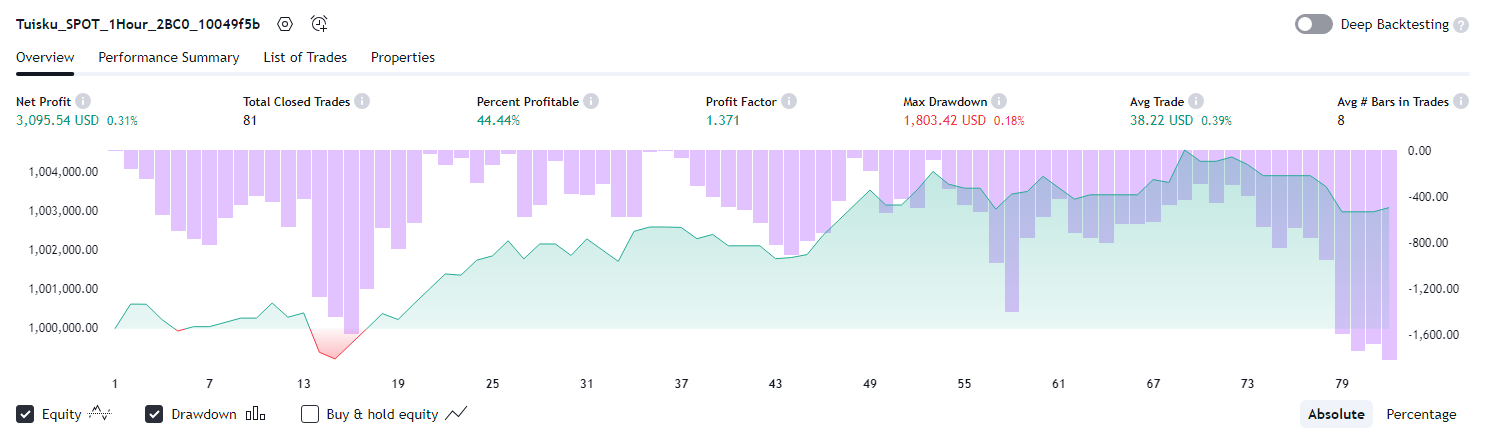 Tuisku_SPOT_1Hour_2BC0_10049f5b
Deep Backtesting ?
Overview Performance Summary List of Trades Properties
Net Profit i Total Closed Trades i Percent Profitable i Profit Factor i Max Drawdown i Avg Trade i Avg # Bars in Trades i
3,095.54 USD 0.31% 81 44.44% 1.371 1,803.42 USD 0.18% 38.22 USD 0.39% 8
0.00
1,004,000.00
-400.00
1,003,000.00
-800.00
1,002,000.00
-1,200.00
1,001,000.00
1,000,000.00
-1,600.00
1 7 13 19 25 31 37 43 49 55 61 67 73 79
Equity Drawdown Buy & hold equity Absolute Percentage